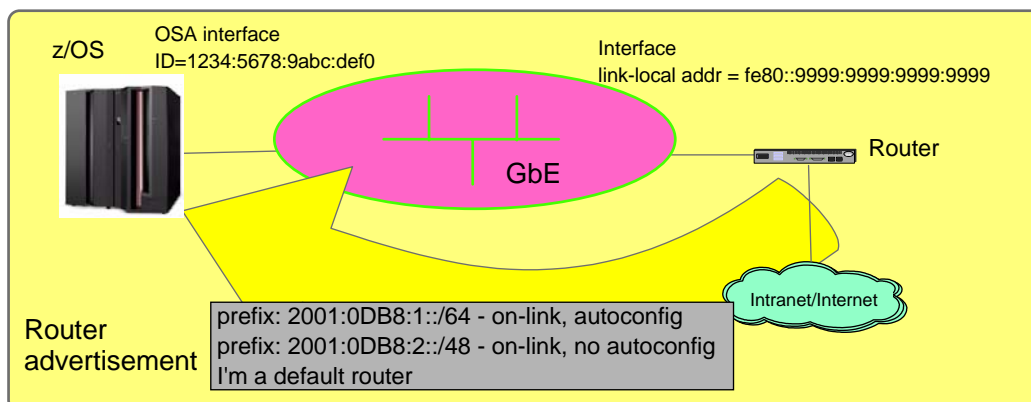 z/OS
OSA interface
ID=1234:5678:9abc:def0
Interface
link-local addr = fe80::9999:9999:9999:9999
GbE
Router
Intranet/Internet
Router
advertisement
prefix: 2001:0DB8:1::/64 - on-link, autoconfig
prefix: 2001:0DB8:2::/48 - on-link, no autoconfig
I'm a default router